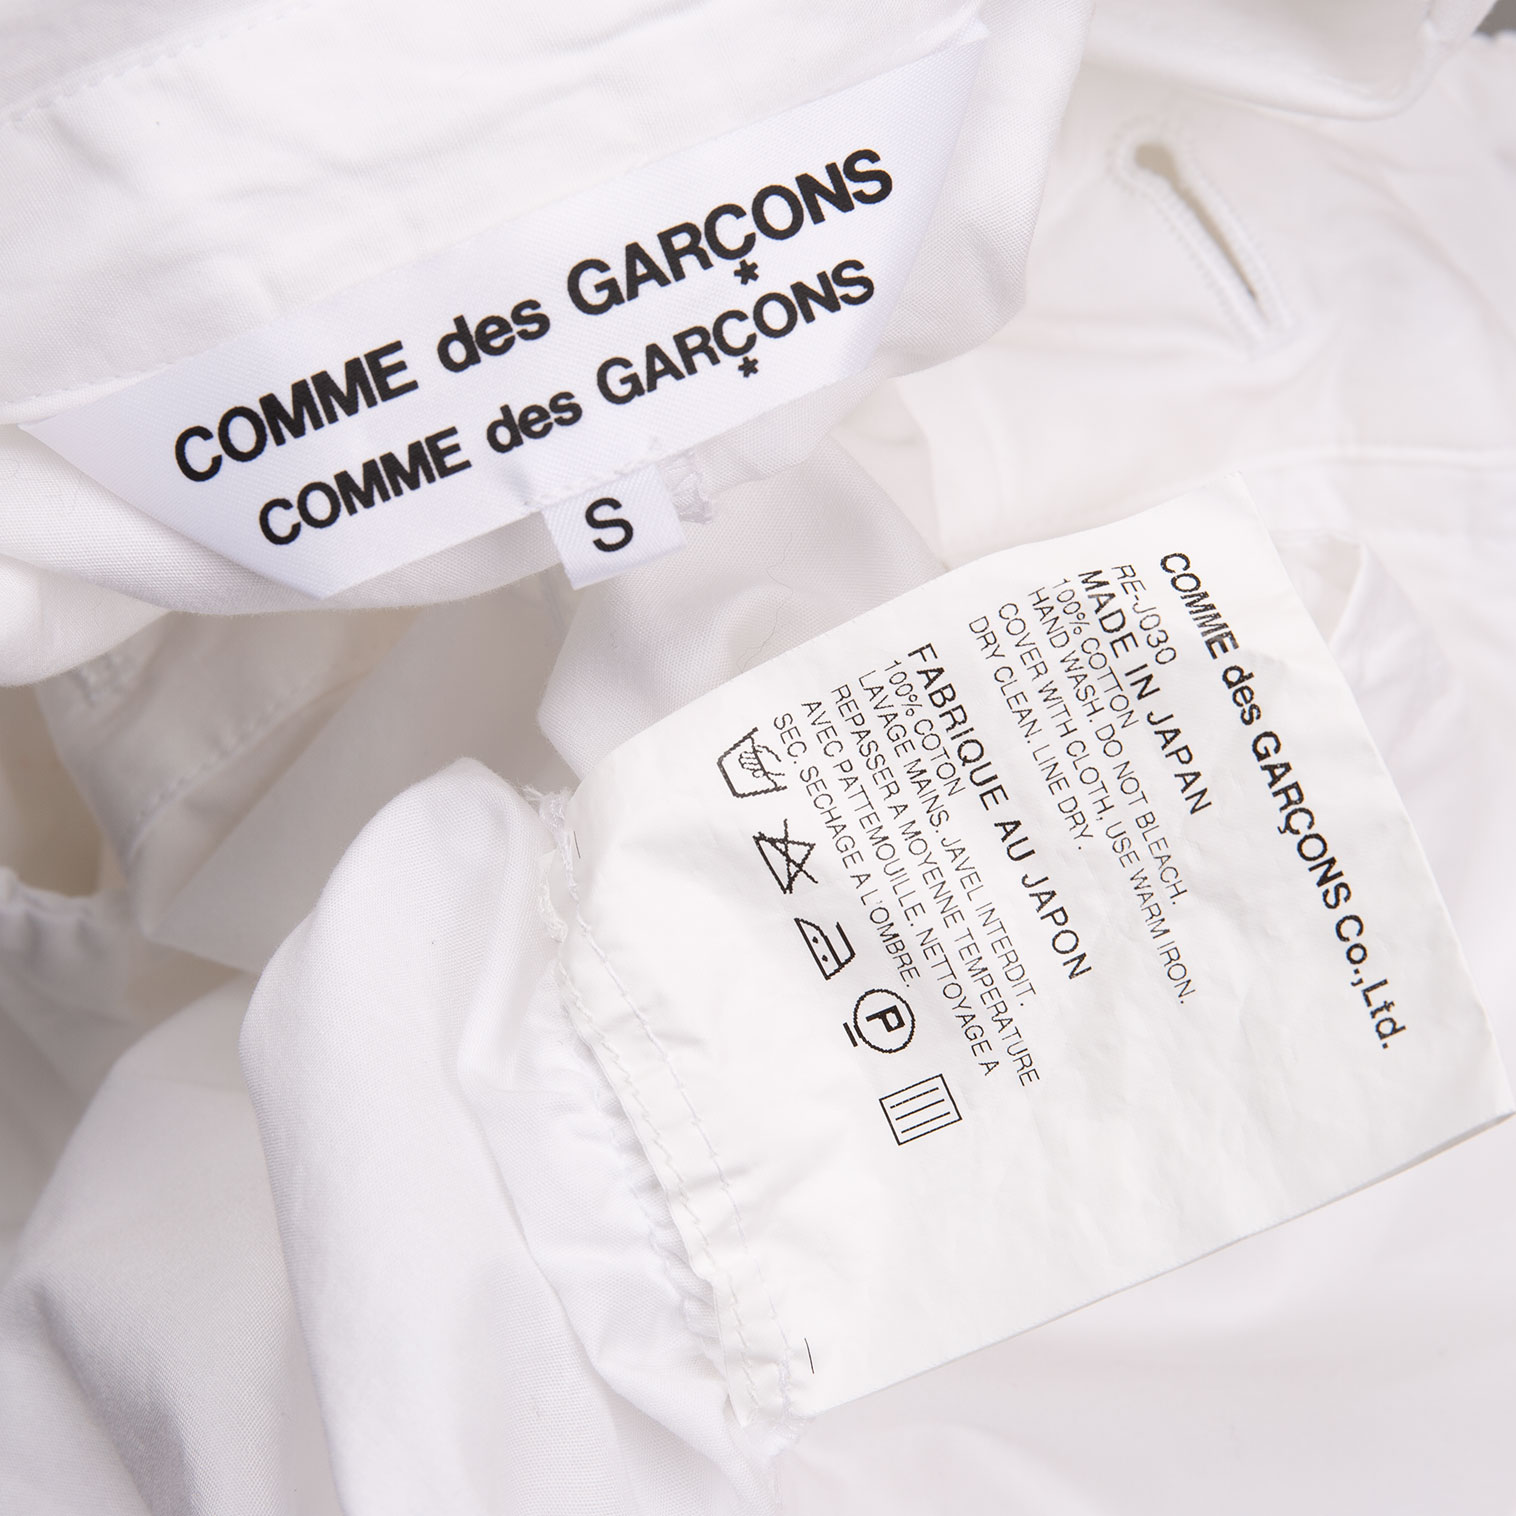 COMME des GARÇONS
*
COMME des GARÇONS
*
S
COMME des GARÇONS Co., Ltd.
RE-J030
MADE IN JAPAN
100% COTTON
HAND WASH. DO NOT BLEACH.
COVER WITH CLOTH, USE WARM IRON.
DRY CLEAN. LINE DRY.
FABRIQUE AU JAPON
100% COTON
LAVAGE MAINS. JAVEL INTERDIT.
REPASSER A MOYENNE TEMPERATURE
AVEC PATTEMOUILLE. NETTOYAGE A
SEC. SECHAGE A L'OMBRE.
P